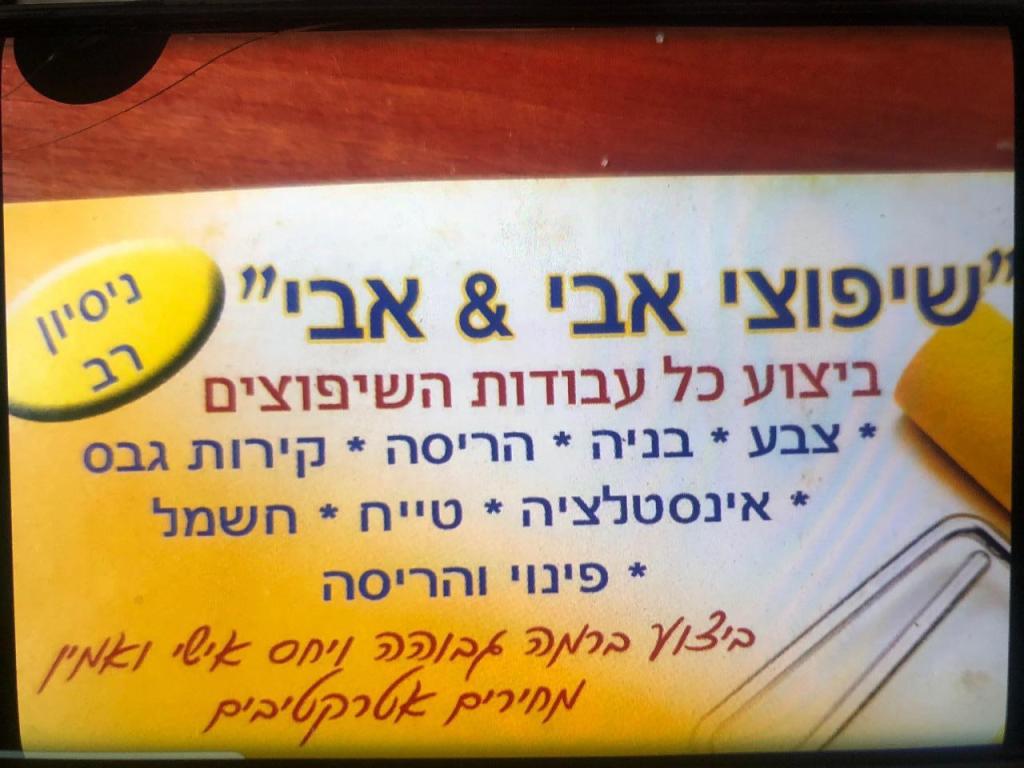 "שיפוצי אבי & אבי"
ניסיון
רב
ביצוע כל עבודות השיפוצים
* צבע * בניה * הריסה * קירות גבס
* אינסטלציה * טייח * חשמל
* פינוי והריסה
ביצוע ברמה גבוהה ויחס אישי ואמין
מחירים אטרקטיבים